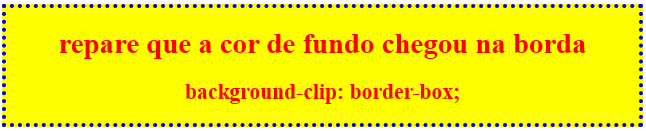 repare que a cor de fundo chegou na borda
background-clip: border-box;